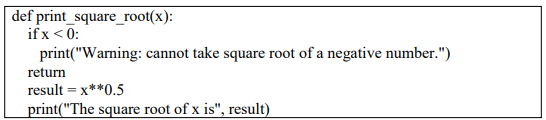 def print_square_root(x):
    if x < 0:
        print("Warning: cannot take square root of a negative number.")
    return
    result = x**0.5
    print("The square root of x is", result)